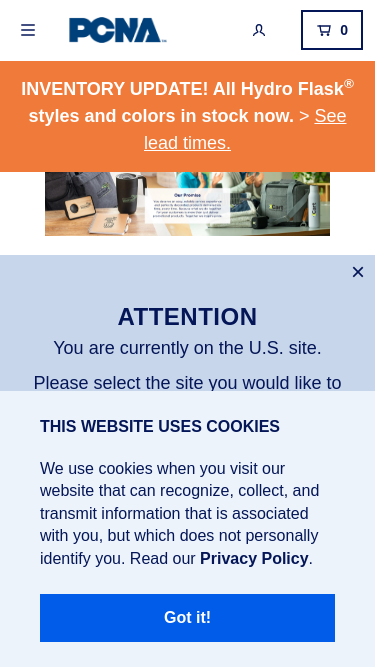 PCNA
0
INVENTORY UPDATE! All Hydro Flask®
styles and colors in stock now. > See
lead times.
Our Promise
ATTENTION
You are currently on the U.S. site.
Please select the site you would like to
THIS WEBSITE USES COOKIES
We use cookies when you visit our
website that can recognize, collect, and
transmit information that is associated
with you, but which does not personally
identify you. Read our Privacy Policy.
Got it!